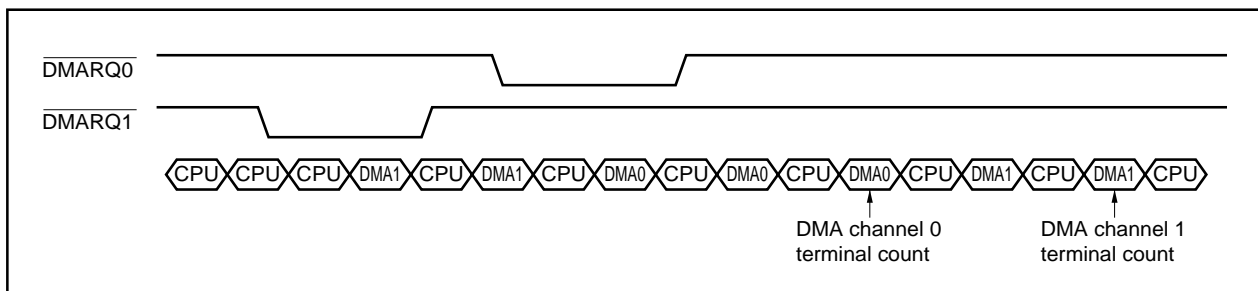 DMARQ0
DMARQ1
CPU CPU CPU DMA1 CPU DMA1 CPU DMA0 CPU DMA0 CPU DMA0 CPU DMA1 CPU DMA1 CPU
DMA channel 0
terminal count
DMA channel 1
terminal count